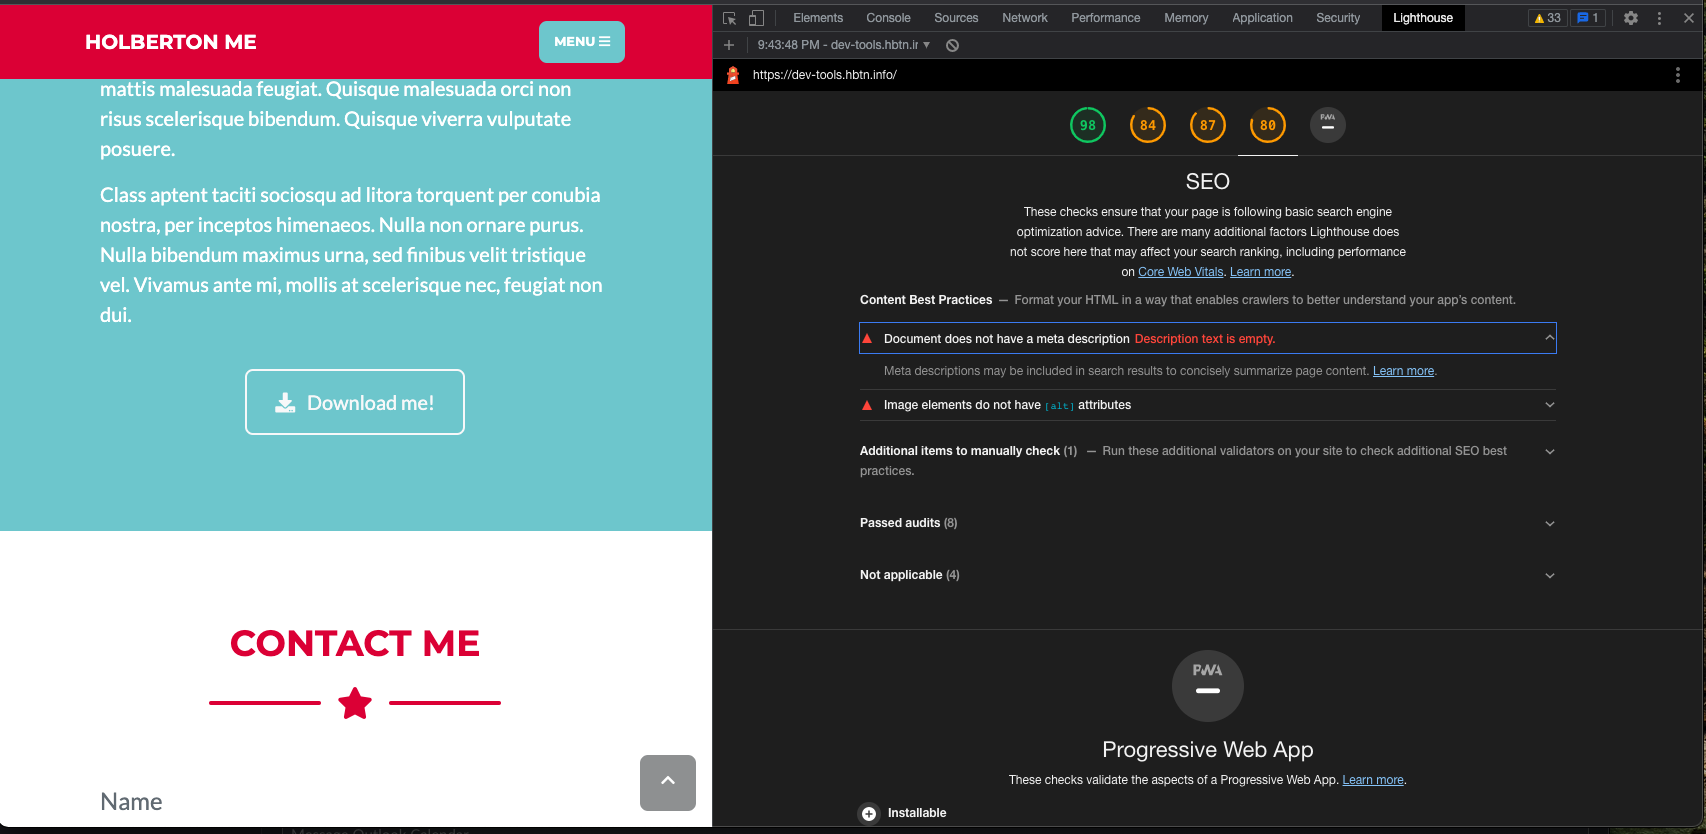 HOLBERTON ME
MENU
mattis malesuada feugiat. Quisque malesuada orci non
risus scelerisque bibendum. Quisque viverra vulputate
posuere.
Class aptent taciti sociosqu ad litora torquent per conubia
nostra, per inceptos himenaeos. Nulla non ornare purus.
Nulla bibendum maximus urna, sed finibus velit tristique
vel. Vivamus ante mi, mollis at scelerisque nec, feugiat non
dui.
Download me!
CONTACT ME
Name
Elements Console Sources Network Performance Memory Application Security Lighthouse 33 1
9:43:48 PM - dev-tools.hbtn.ir
https://dev-tools.hbtn.info/
98 84 87 80 PWA
SEO
These checks ensure that your page is following basic search engine
optimization advice. There are many additional factors Lighthouse does
not score here that may affect your search ranking, including performance
on Core Web Vitals. Learn more.
Content Best Practices — Format your HTML in a way that enables crawlers to better understand your app's content.
Document does not have a meta description Description text is empty.
Meta descriptions may be included in search results to concisely summarize page content. Learn more.
Image elements do not have [alt] attributes
Additional items to manually check (1) — Run these additional validators on your site to check additional SEO best
practices.
Passed audits (8)
Not applicable (4)
PWA
Progressive Web App
These checks validate the aspects of a Progressive Web App. Learn more.
Installable